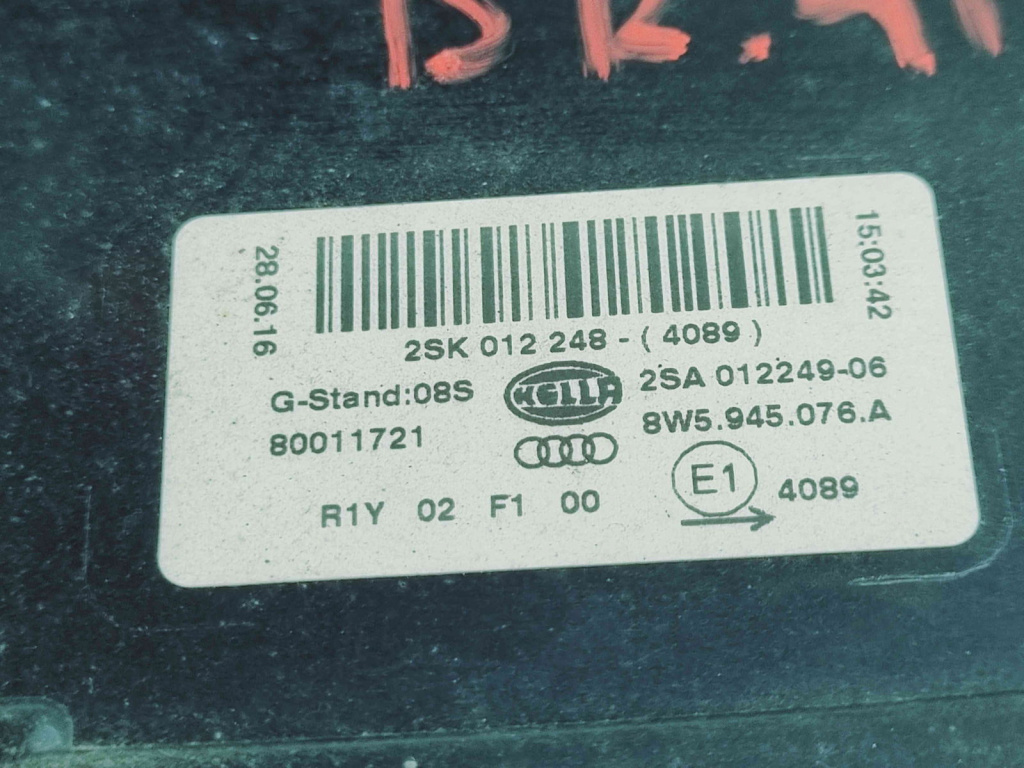 28.06.16
15:03:42
2SK 012 248 - ( 4089 )
G-Stand:08S
HELLA
2SA 012249-06
80011721
8W5.945.076.A
R1Y 02 F1 00
E1
4089